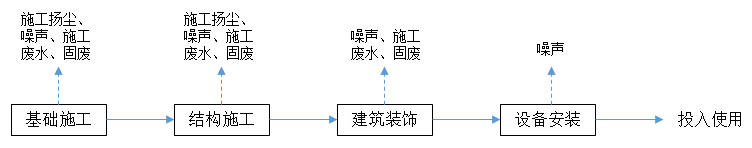 施工扬尘、
噪声、施工
废水、固废
施工扬尘、
噪声、施工
废水、固废
噪声、施工
废水、固废
噪声
基础施工
结构施工
建筑装饰
设备安装
投入使用